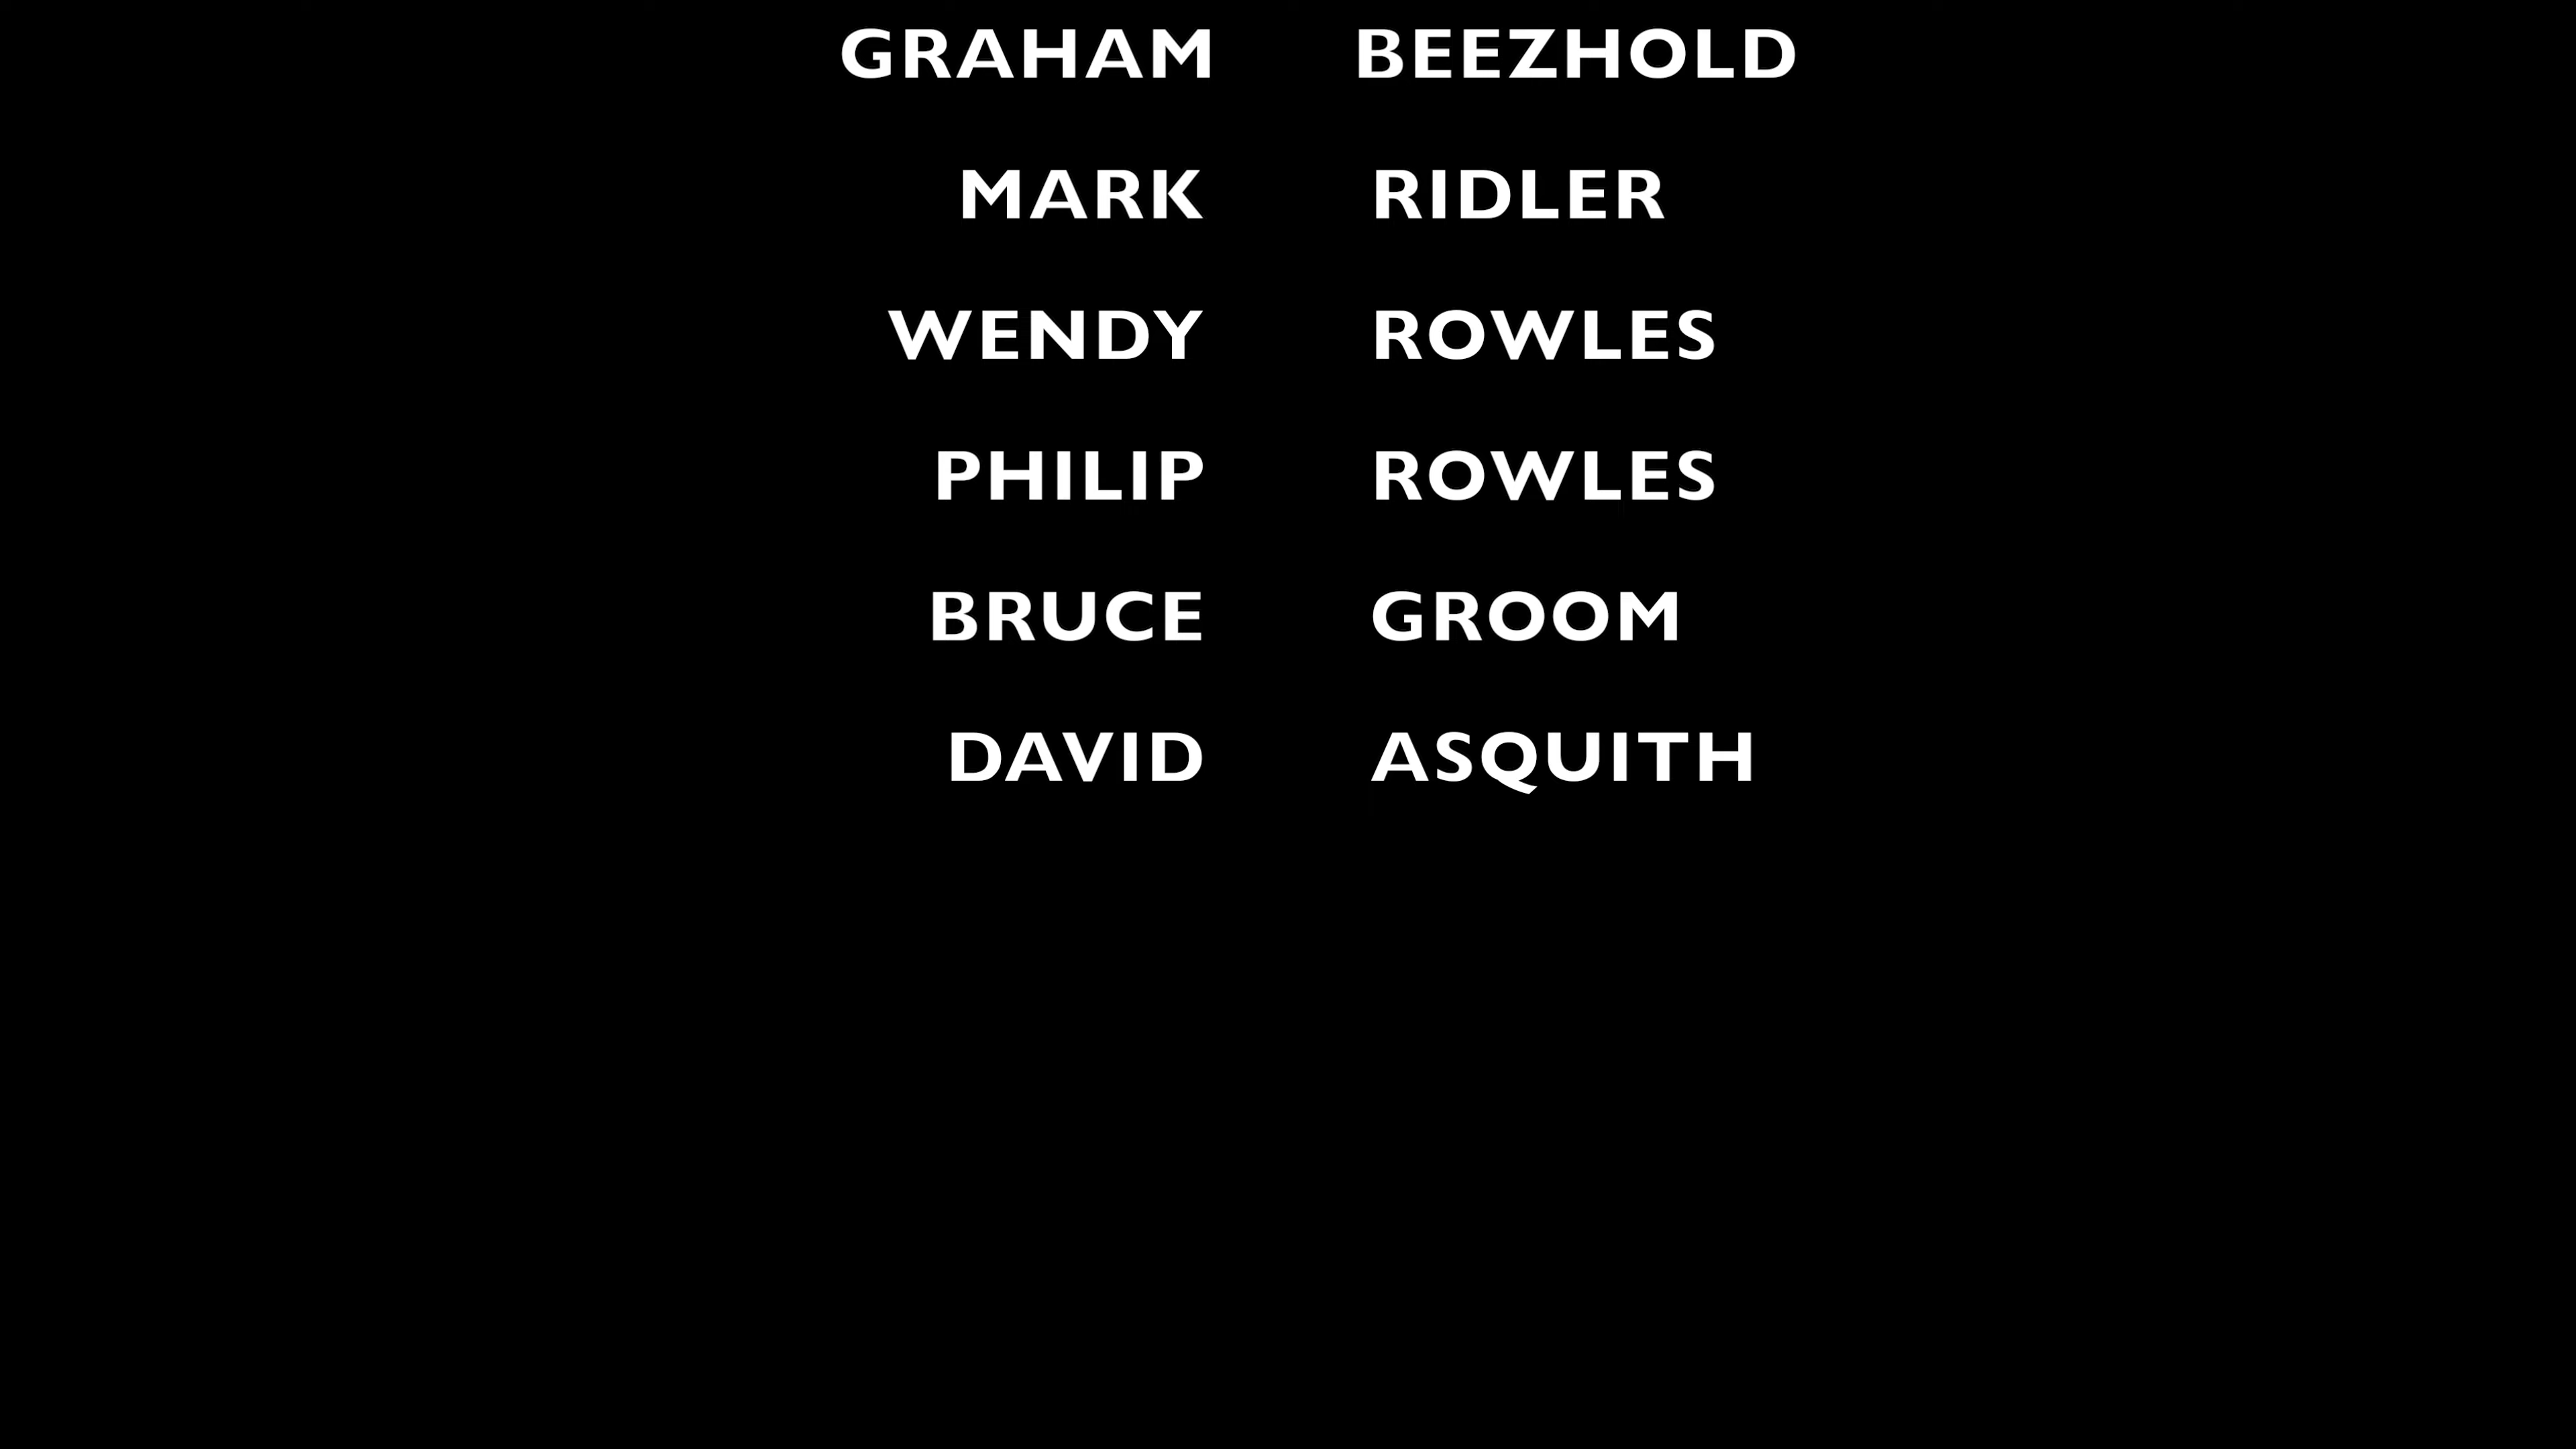 GRAHAM BEEZHOLD
MARK RIDLER
WENDY ROWLES
PHILIP ROWLES
BRUCE GROOM
DAVID ASQUITH